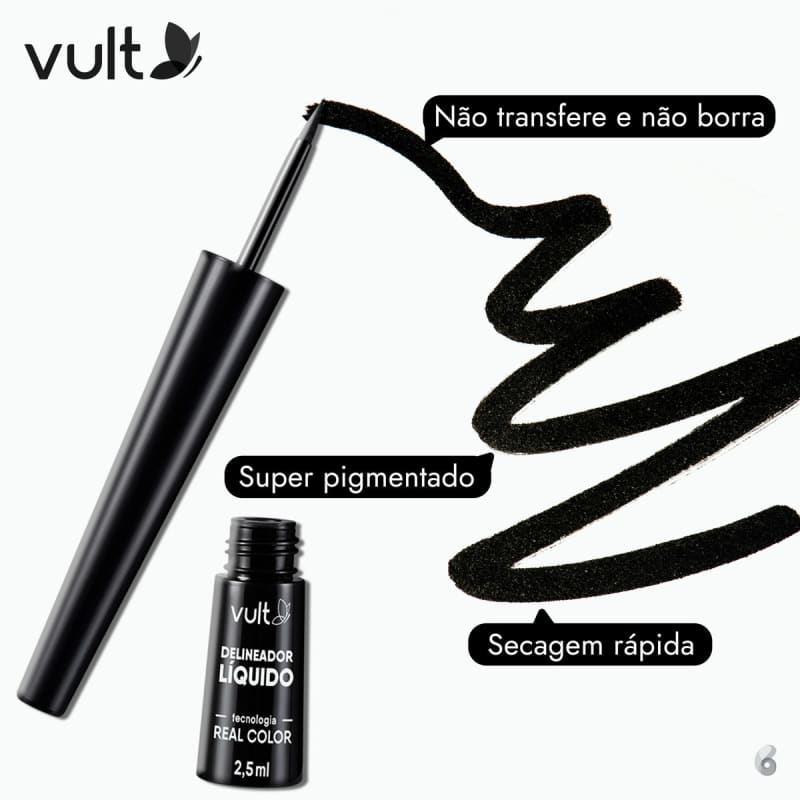 vult
Não transfere e não borra
Super pigmentado
vult
DELINEADOR
LÍQUIDO
tecnologia
REAL COLOR
2,5ml
Secagem rápida